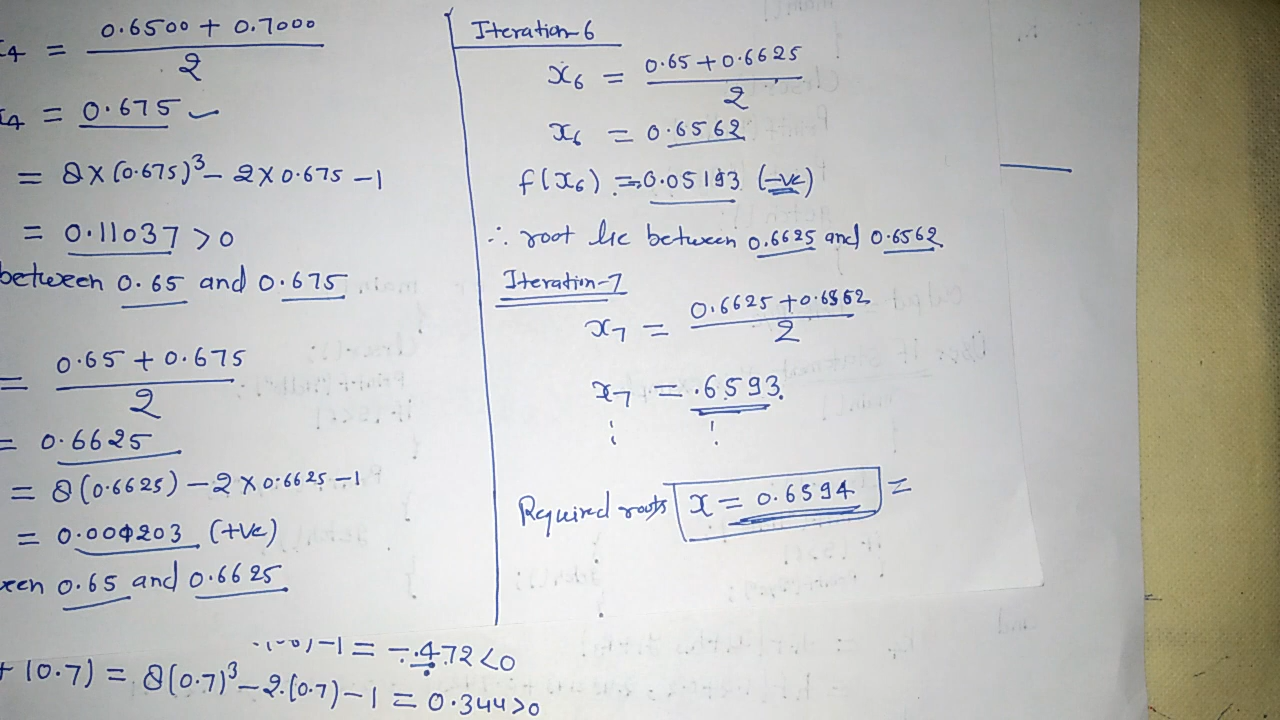 x4 = 0.6500 + 0.7000 / 2
x4 = 0.675
= 8×(0.675)³ – 2×0.675 –1
= 0.11037 >0
between 0.65 and 0.675
= 0.65 + 0.675 / 2
= 0.6625
= 8(0.6625) – 2×0.6625 –1
= 0.009203 (+ve)
0.65 and 0.6625
–1 = –.472<0
(0.7) = 8(0.7)³ – 2.(0.7) – 1 = 0.344>0
Iteration-6
x6 = 0.65 + 0.6625 / 2
x6 = 0.6562
f(x6) = -0.05193 (-ve)
∴ root lie between 0.6625 and 0.6562
Iteration-7
x7 = 0.6625 + 0.6562 / 2
x7 = .6593.
Required roots x = 0.6594 =